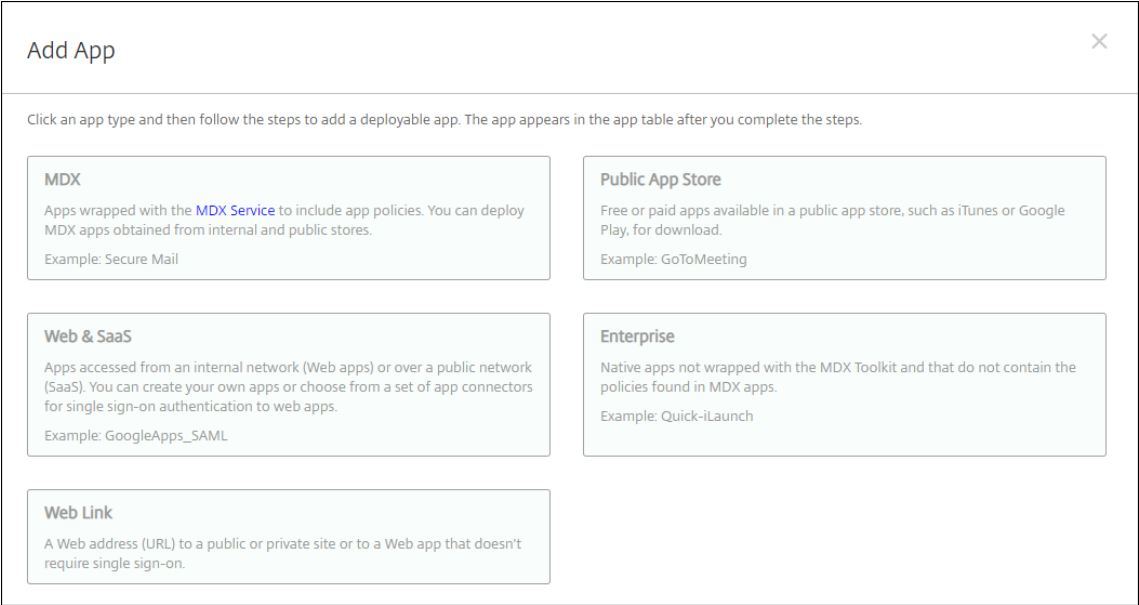 Add App
Click an app type and then follow the steps to add a deployable app. The app appears in the app table after you complete the steps.
MDX
Apps wrapped with the MDX Service to include app policies. You can deploy
MDX apps obtained from internal and public stores.
Example: Secure Mail
Public App Store
Free or paid apps available in a public app store, such as iTunes or Google
Play, for download.
Example: GoToMeeting
Web & SaaS
Apps accessed from an internal network (Web apps) or over a public network
(SaaS). You can create your own apps or choose from a set of app connectors
for single sign-on authentication to web apps.
Example: GoogleApps_SAML
Enterprise
Native apps not wrapped with the MDX Toolkit and that do not contain the
policies found in MDX apps.
Example: Quick-iLaunch
Web Link
A Web address (URL) to a public or private site or to a Web app that doesn't
require single sign-on.